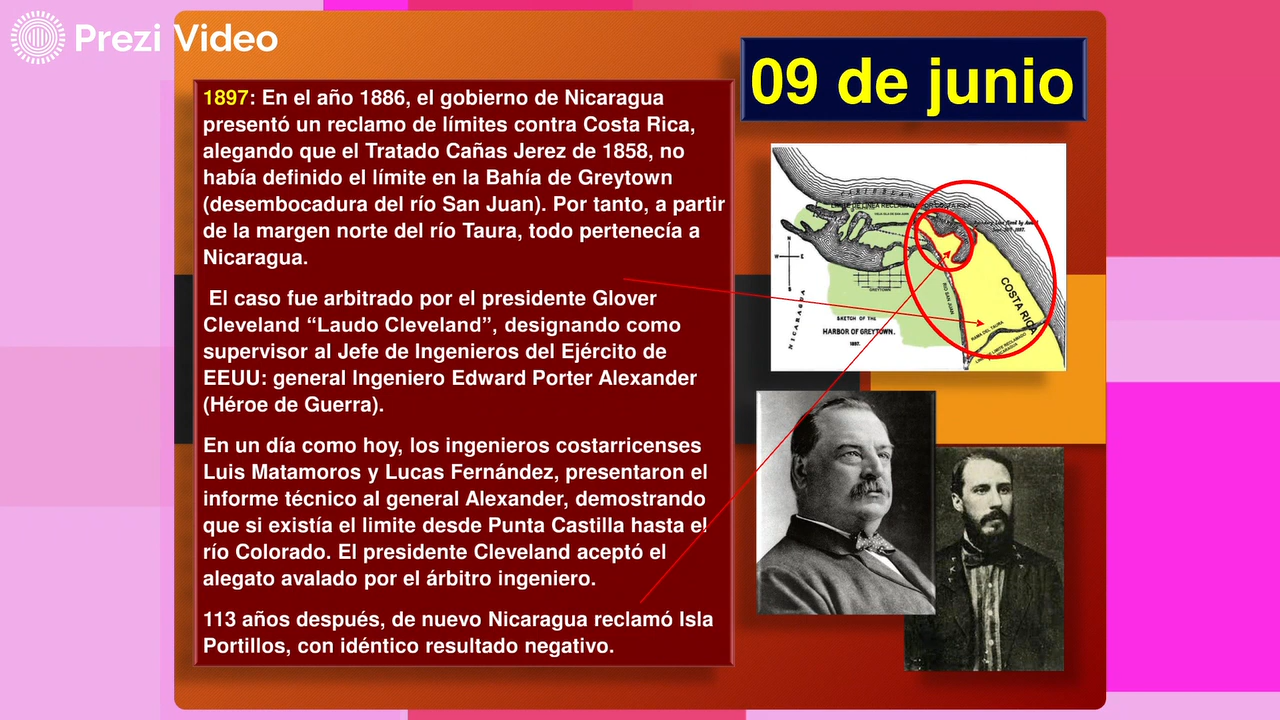 Prezi Video
09 de junio
1897: En el año 1886, el gobierno de Nicaragua
presentó un reclamo de límites contra Costa Rica,
alegando que el Tratado Cañas Jerez de 1858, no
había definido el límite en la Bahía de Greytown
(desembocadura del río San Juan). Por tanto, a partir
de la margen norte del río Taura, todo pertenecía a
Nicaragua.
El caso fue arbitrado por el presidente Glover
Cleveland “Laudo Cleveland”, designando como
supervisor al Jefe de Ingenieros del Ejército de
EEUU: general Ingeniero Edward Porter Alexander
(Héroe de Guerra).
En un día como hoy, los ingenieros costarricenses
Luis Matamoros y Lucas Fernández, presentaron el
informe técnico al general Alexander, demostrando
que si existía el limite desde Punta Castilla hasta el
río Colorado. El presidente Cleveland aceptó el
alegato avalado por el árbitro ingeniero.
113 años después, de nuevo Nicaragua reclamó Isla
Portillos, con idéntico resultado negativo.
N
W
E
S
GREYTOWN
RIO SAN JUAN
COSTA RICA
NICARAGUA
SKETCH OF THE
HARBOR OF GREYTOWN.
1897.
RAMA DEL TAURA